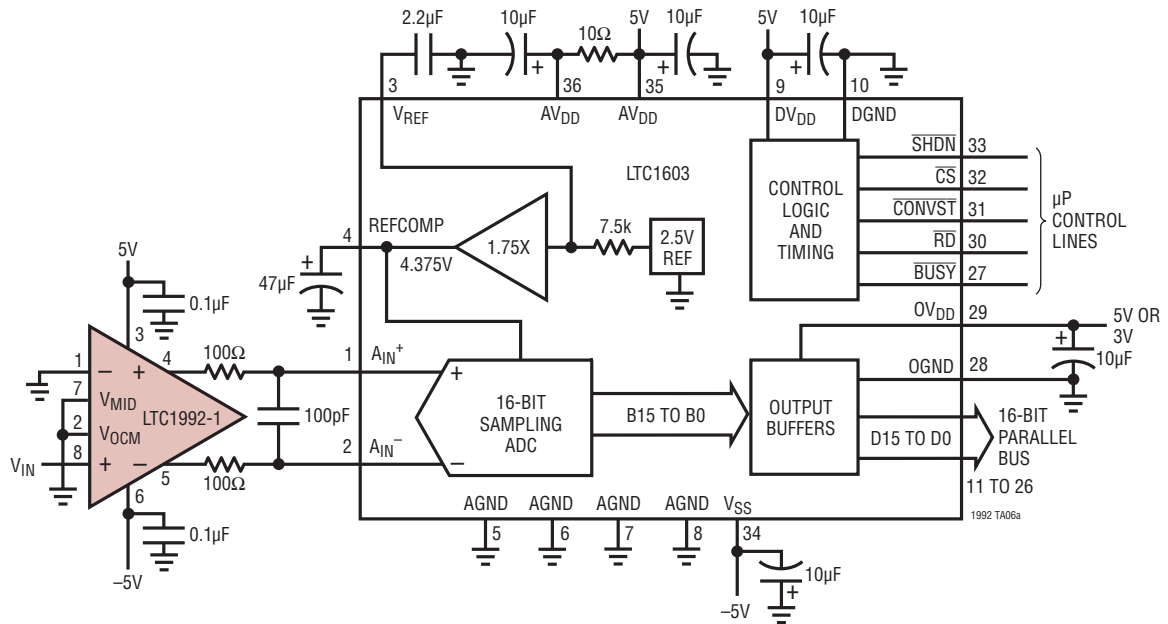 2.2µF
10µF
10Ω
5V
10µF
5V
10µF
3
36
35
9
10
VREF
AVDD
AVDD
DVDD
DGND
LTC1603
SHDN
33
CS
32
CONVST
31
RD
30
BUSY
27
µP
CONTROL
LINES
CONTROL
LOGIC
AND
TIMING
4
REFCOMP
4.375V
1.75X
7.5k
2.5V
REF
47µF
+
5V
0.1µF
3
1
–
+
4
100Ω
7
VMID
LTC1992-1
2
VOCM
VIN
8
+
–
5
100Ω
6
0.1µF
–5V
100pF
1
AIN+
2
AIN–
+
–
16-BIT
SAMPLING
ADC
B15 TO B0
OUTPUT
BUFFERS
OVDD
29
5V OR
3V
+
10µF
OGND
28
D15 TO D0
16-BIT
PARALLEL
BUS
11 TO 26
1992 TA06a
AGND
AGND
AGND
AGND
VSS
5
6
7
8
34
10µF
+
–5V
+
+
+